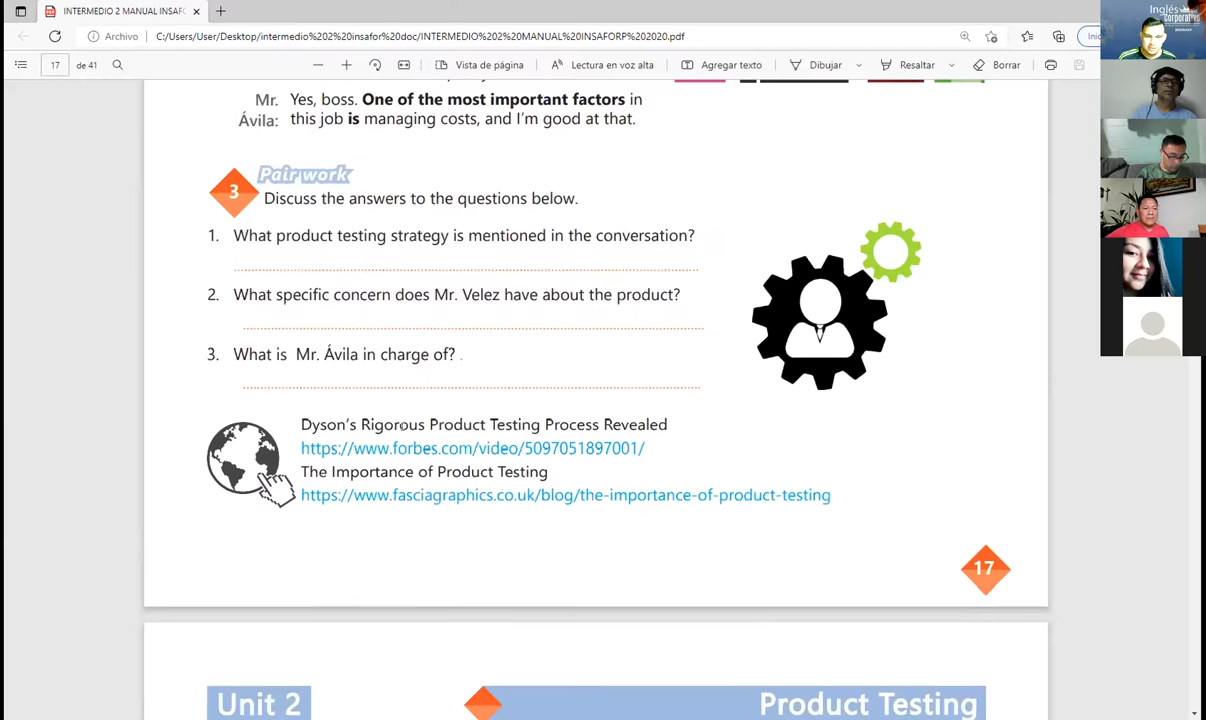 INTERMEDIO 2 MANUAL INSAFO
Archivo C:/Users/User/Desktop/intermedio%202%20insafor%20doc/INTERMEDIO%202%20MANUAL%20INSAFORP%202020.pdf
17 de 41 Vista de página Lectura en voz alta Agregar texto Dibujar Resaltar Borrar
Inglés
corporativo
Mr. Yes, boss. One of the most important factors in
Ávila: this job is managing costs, and I'm good at that.
Pair work
3 Discuss the answers to the questions below.
1. What product testing strategy is mentioned in the conversation?
2. What specific concern does Mr. Velez have about the product?
3. What is Mr. Ávila in charge of?
Dyson's Rigorous Product Testing Process Revealed
https://www.forbes.com/video/5097051897001/
The Importance of Product Testing
https://www.fasciagraphics.co.uk/blog/the-importance-of-product-testing
17
Unit 2 Product Testing